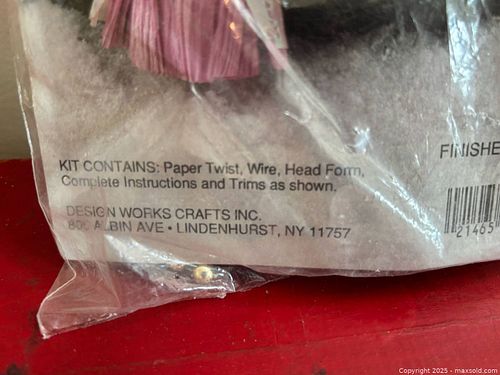 KIT CONTAINS: Paper Twist, Wire, Head Form,
Complete Instructions and Trims as shown.
FINISHE
DESIGN WORKS CRAFTS INC.
AVE • LINDENHURST, NY 11757
21465
Copyright © 2025 - maxsold.com